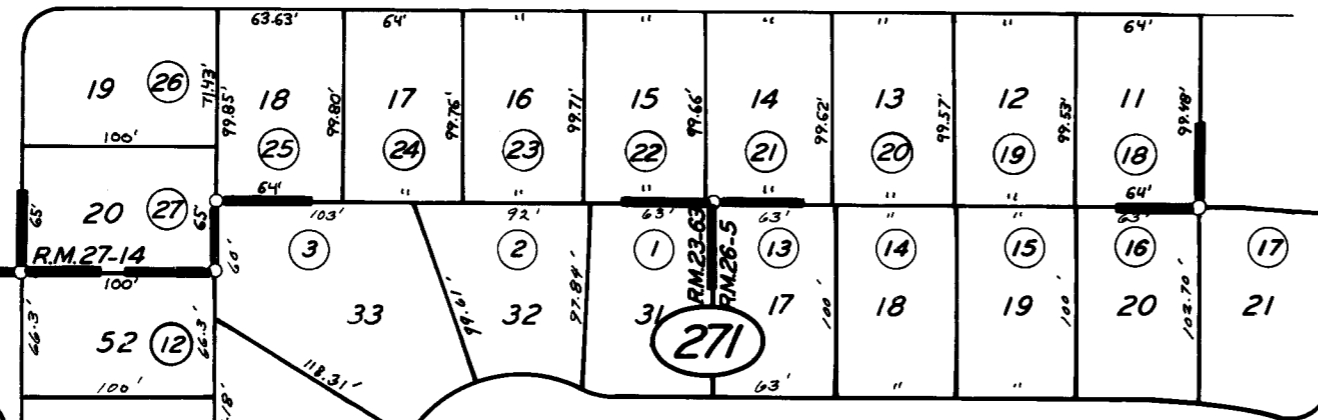 63.63' 64' " " " " " 64'
19 26 71.43' 99.85' 18 99.80' 17 99.76' 16 99.71' 15 99.66' 14 99.62' 13 99.57' 12 99.53' 11 99.48'
100' 25 24 23 22 21 20 19 18
64' " " " " " " 64'
65' 20 27 65' 103' 92' 63' 63' " " 63'
R.M.27-14 60' 3 2 1 R.M.23-63 R.M.26-5 13 14 15 16 17
100'
66.3' 52 12 66.3' 33 99.19' 32 97.84' 31 17 100' 18 19 100' 20 102.70' 21
271
100' 118.31' 63' " "